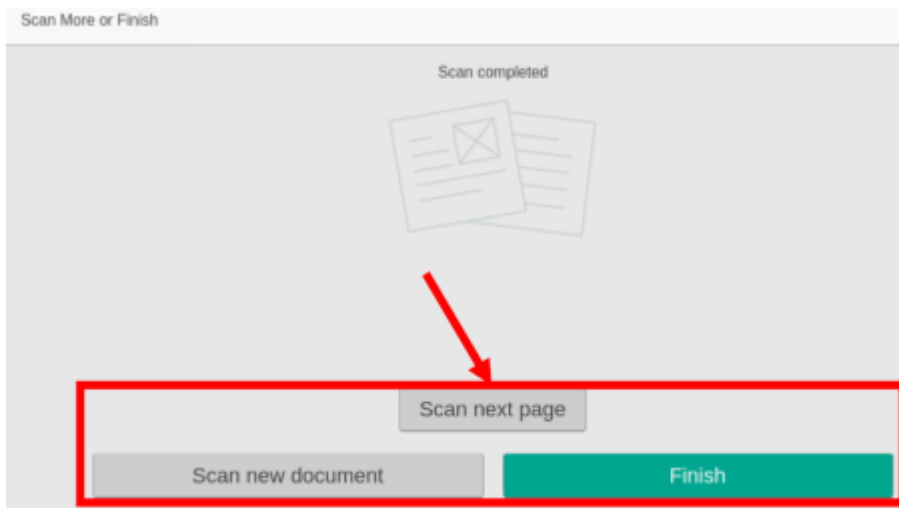 Scan More or Finish
Scan completed
Scan next page
Scan new document
Finish